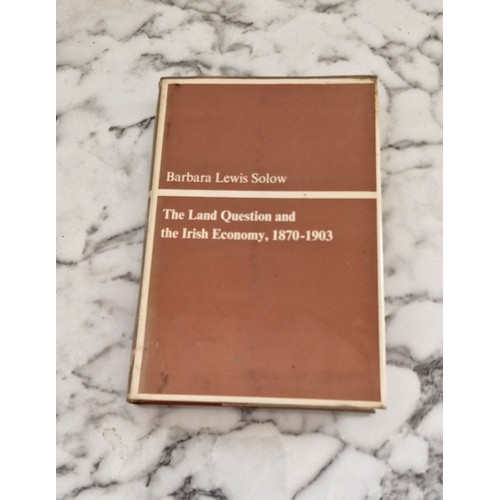 Barbara Lewis Solow
The Land Question and
the Irish Economy, 1870-1903